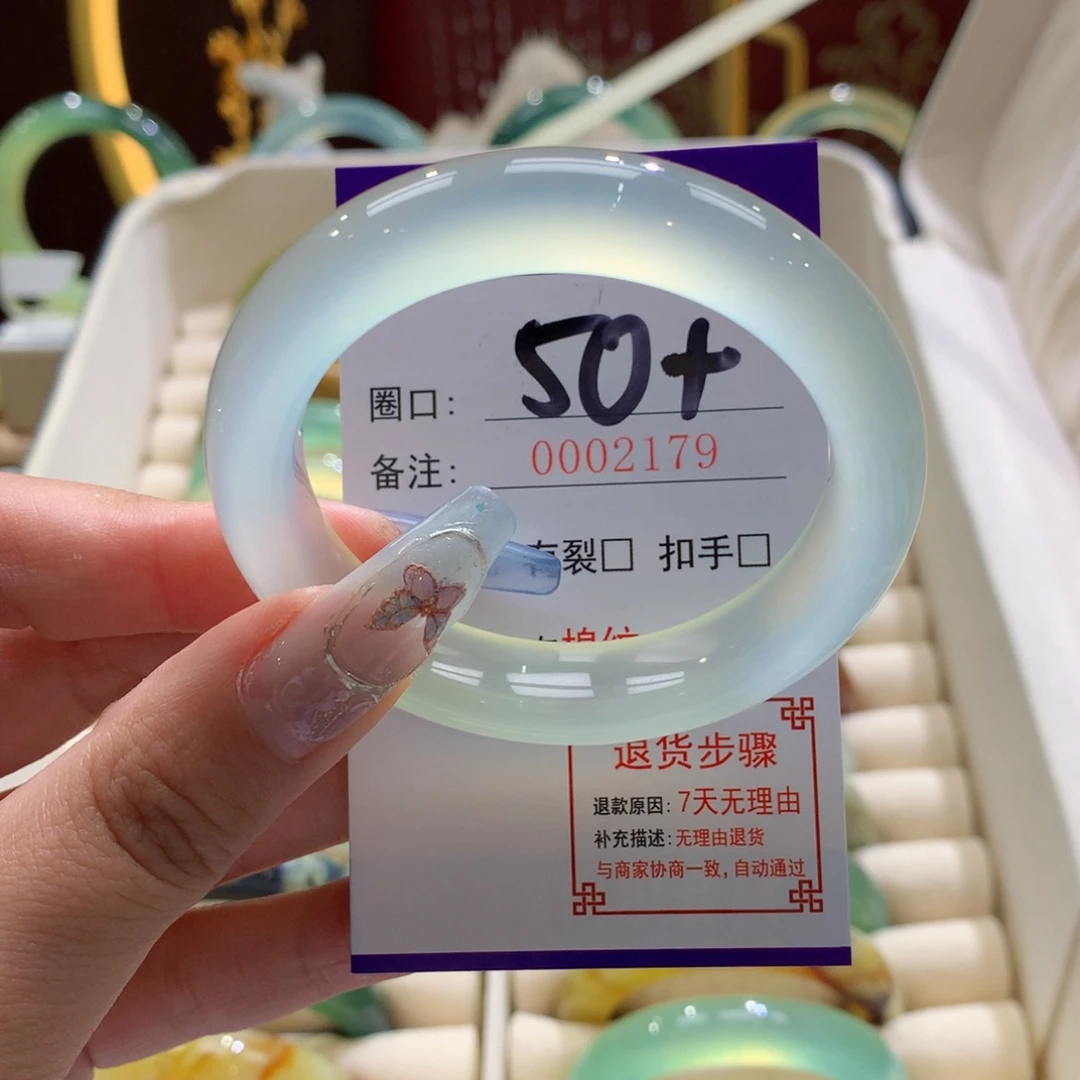 50+
圈口:
0002179
备注:
裂□ 扣手□
退货步骤
退款原因: 7天无理由
补充描述: 无理由退货
与商家协商一致, 自动通过